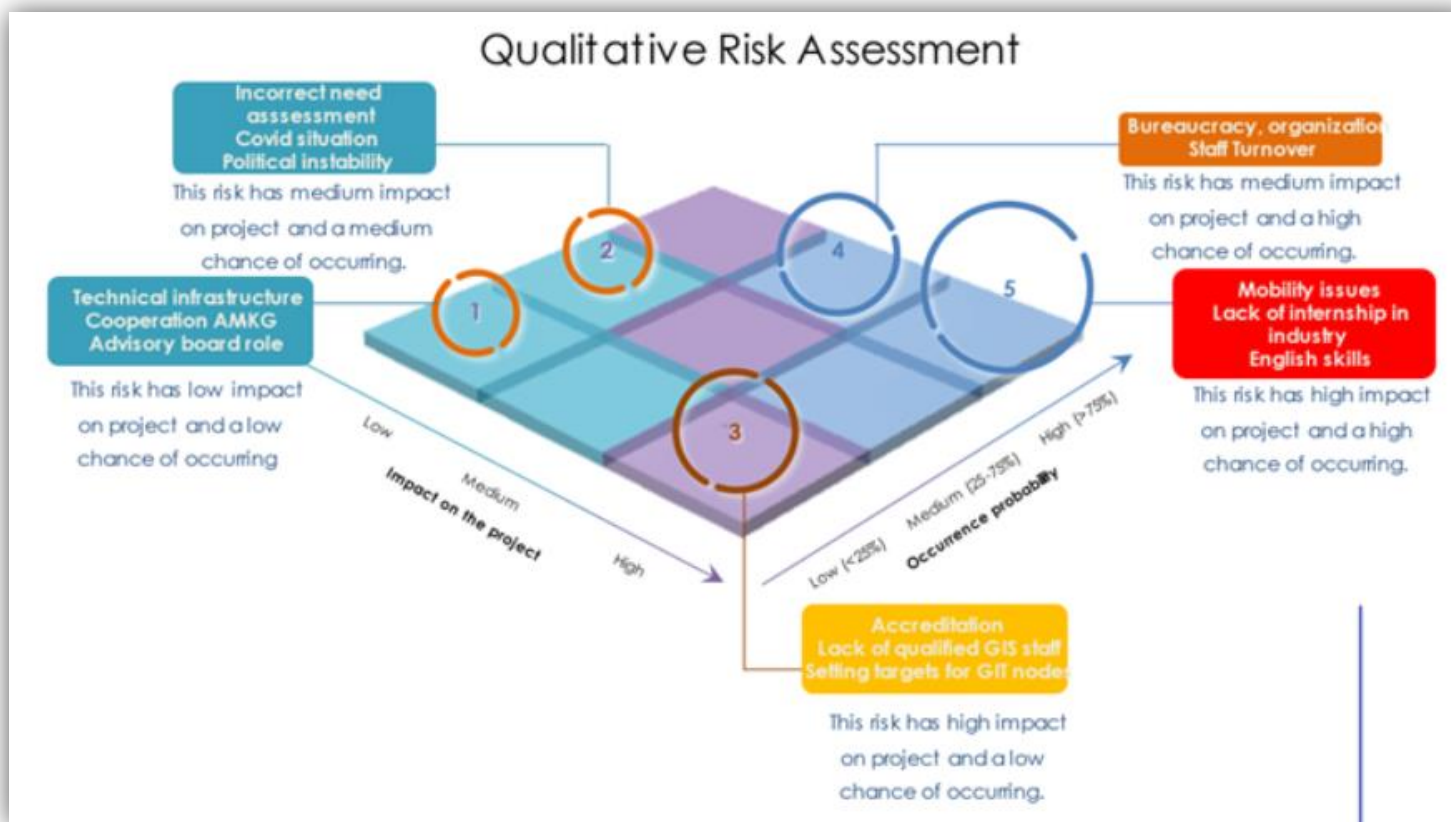 Qualitative Risk Assessment
Incorrect need
asssessment
Covid situation
Political instability
This risk has medium impact
on project and a medium
chance of occurring.
Technical infrastructure
Cooperation AMKG
Advisory board role
This risk has low impact
on project and a low
chance of occurring
1
2
3
4
5
Bureaucracy, organization
Staff Turnover
This risk has medium impact
on project and a high
chance of occurring.
Mobility issues
Lack of internship in
industry
English skills
This risk has high impact
on project and a high
chance of occurring.
Low
Medium
High
Impact on the project
Low (<25%)
Medium (25-75%)
High (>75%)
Occurrence probability
Accreditation
Lack of qualified GIS staff
Setting targets for GIT nodes
This risk has high impact
on project and a low
chance of occurring.